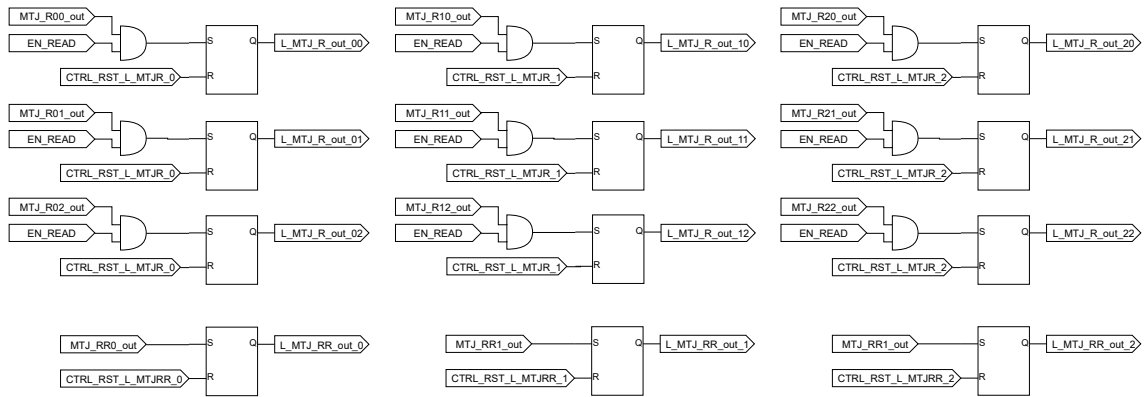 MTJ_R00_out
EN_READ
S
Q
L_MTJ_R_out_00
CTRL_RST_L_MTJR_0
R
MTJ_R10_out
EN_READ
S
Q
L_MTJ_R_out_10
CTRL_RST_L_MTJR_1
R
MTJ_R20_out
EN_READ
S
Q
L_MTJ_R_out_20
CTRL_RST_L_MTJR_2
R
MTJ_R01_out
EN_READ
S
Q
L_MTJ_R_out_01
CTRL_RST_L_MTJR_0
R
MTJ_R11_out
EN_READ
S
Q
L_MTJ_R_out_11
CTRL_RST_L_MTJR_1
R
MTJ_R21_out
EN_READ
S
Q
L_MTJ_R_out_21
CTRL_RST_L_MTJR_2
R
MTJ_R02_out
EN_READ
S
Q
L_MTJ_R_out_02
CTRL_RST_L_MTJR_0
R
MTJ_R12_out
EN_READ
S
Q
L_MTJ_R_out_12
CTRL_RST_L_MTJR_1
R
MTJ_R22_out
EN_READ
S
Q
L_MTJ_R_out_22
CTRL_RST_L_MTJR_2
R
MTJ_RR0_out
S
Q
L_MTJ_RR_out_0
CTRL_RST_L_MTJRR_0
R
MTJ_RR1_out
S
Q
L_MTJ_RR_out_1
CTRL_RST_L_MTJRR_1
R
MTJ_RR1_out
S
Q
L_MTJ_RR_out_2
CTRL_RST_L_MTJRR_2
R